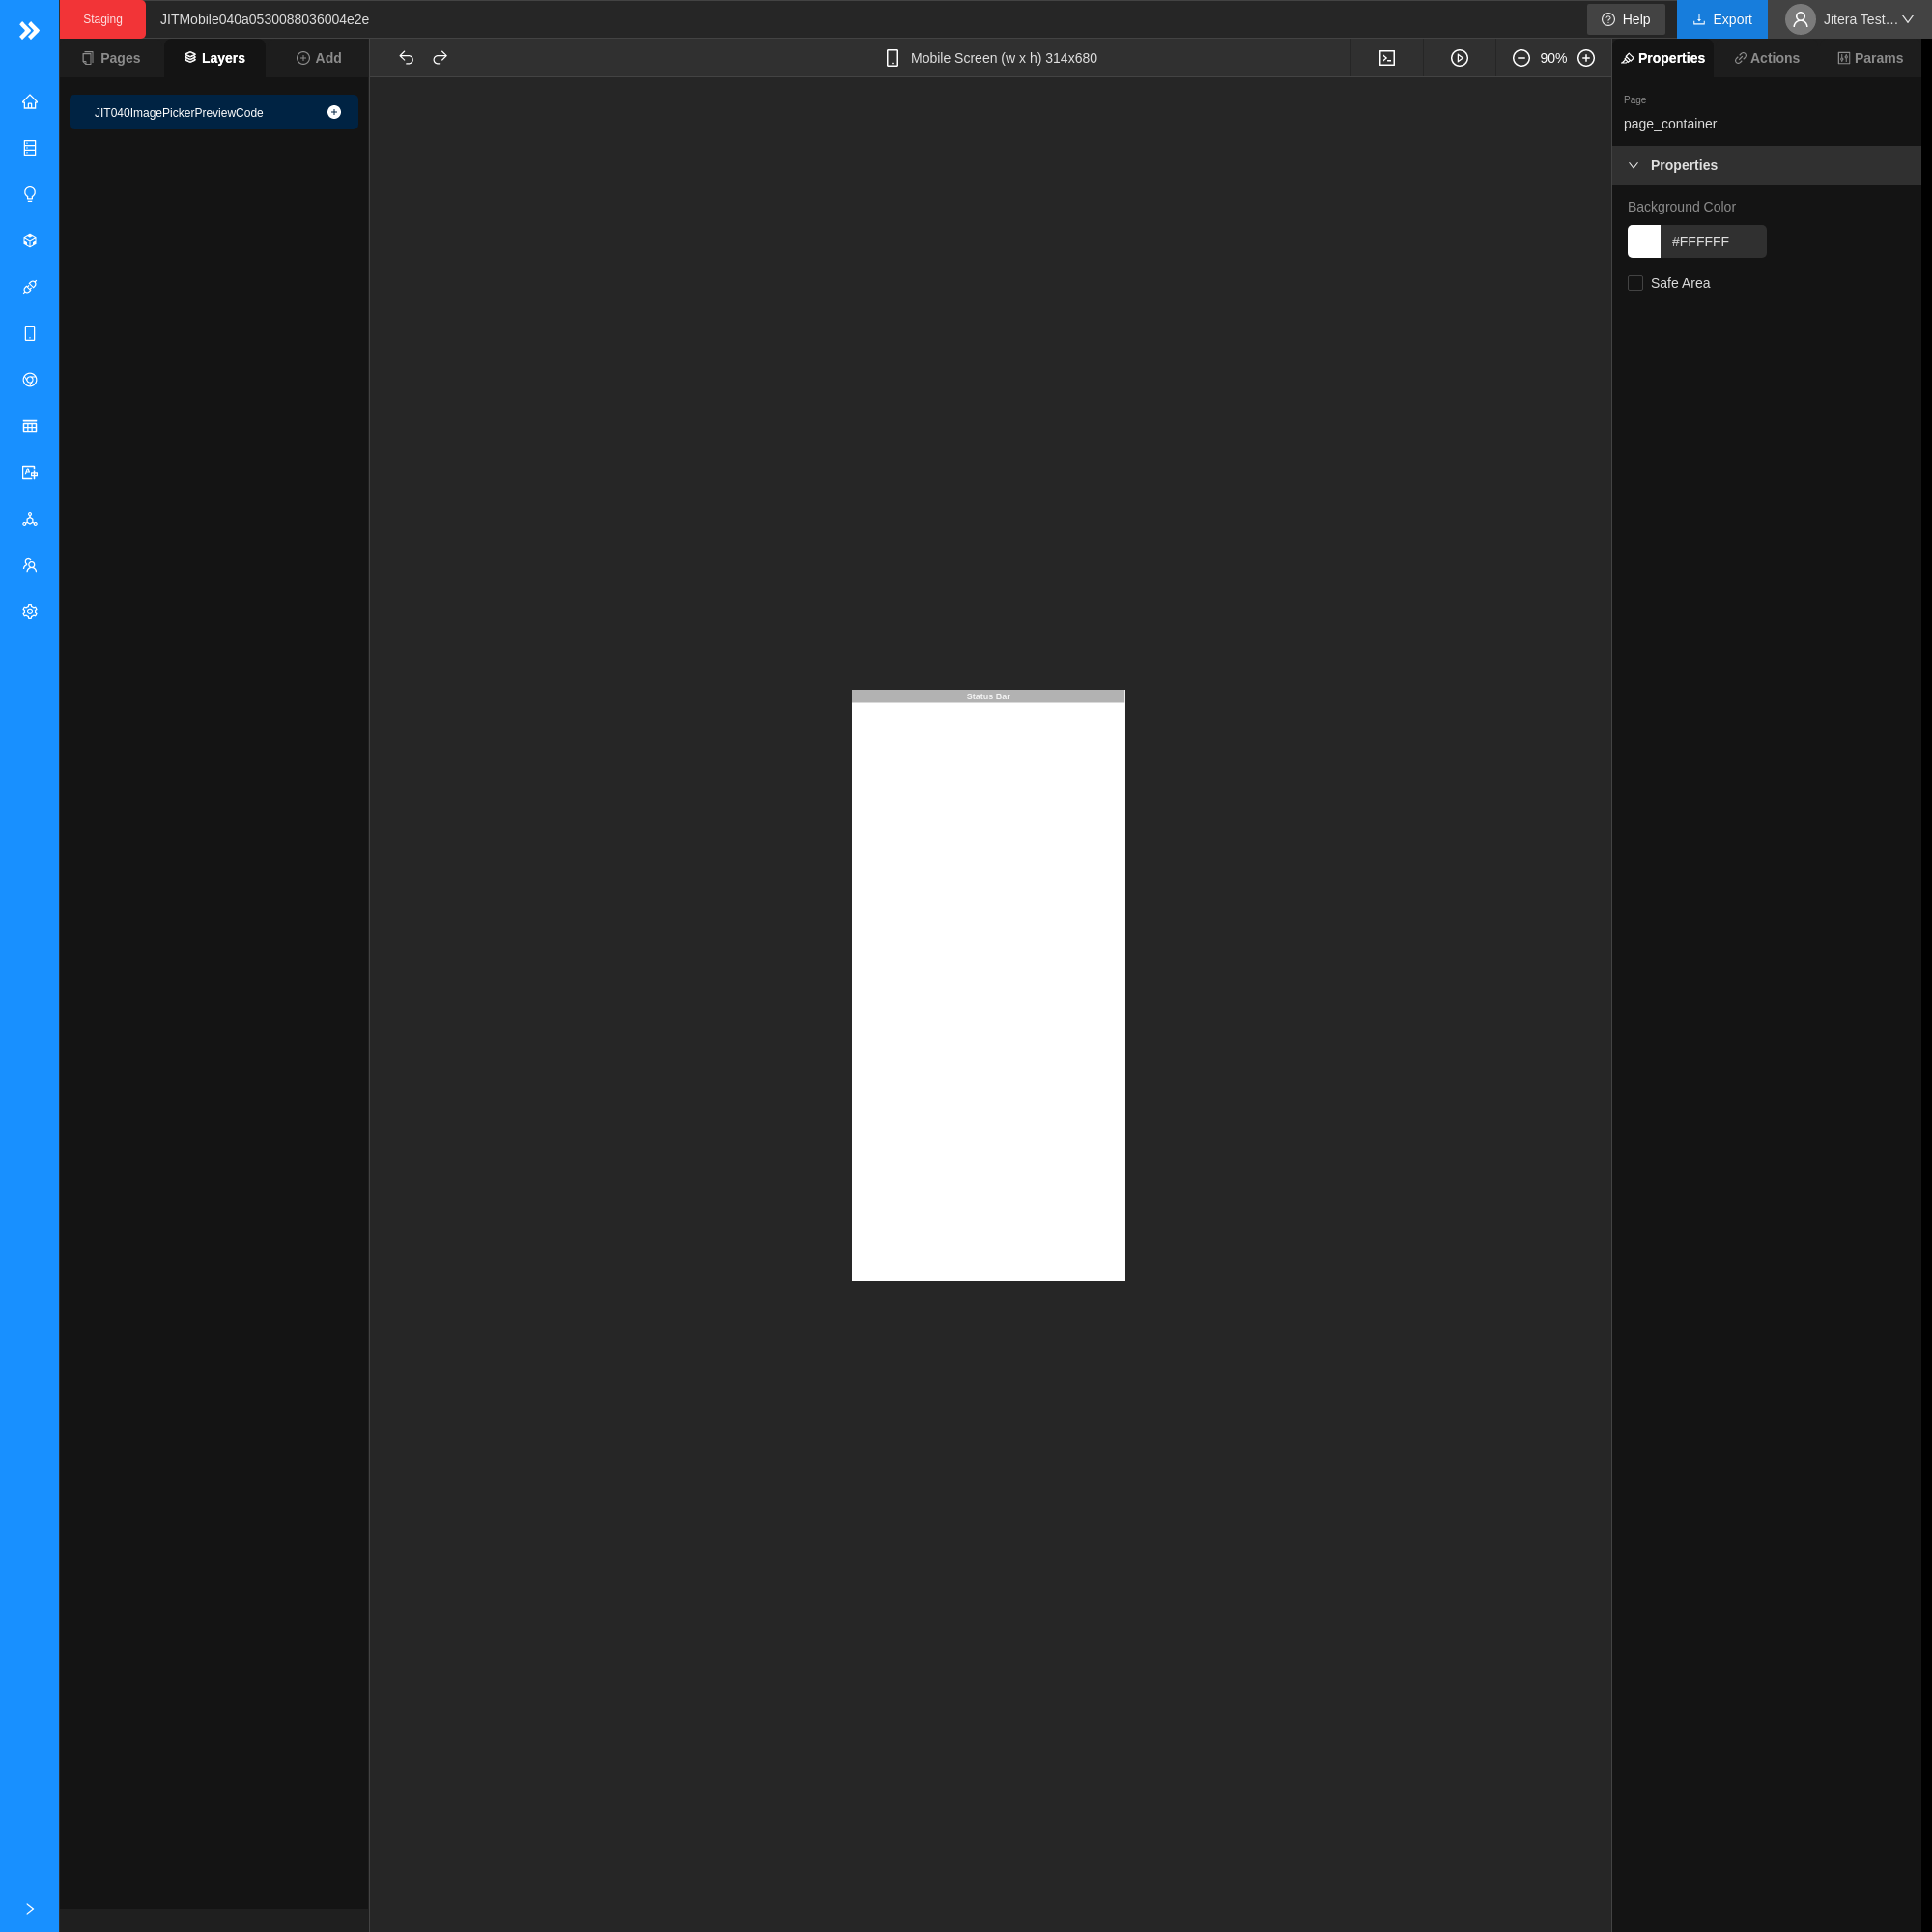 Staging
JITMobile040a0530088036004e2e
Help
Export
Jitera Test...
Pages
Layers
Add
Mobile Screen (w x h) 314x680
90%
Properties
Actions
Params
JIT040ImagePickerPreviewCode
Page
page_container
Properties
Background Color
#FFFFFF
Safe Area
Status Bar